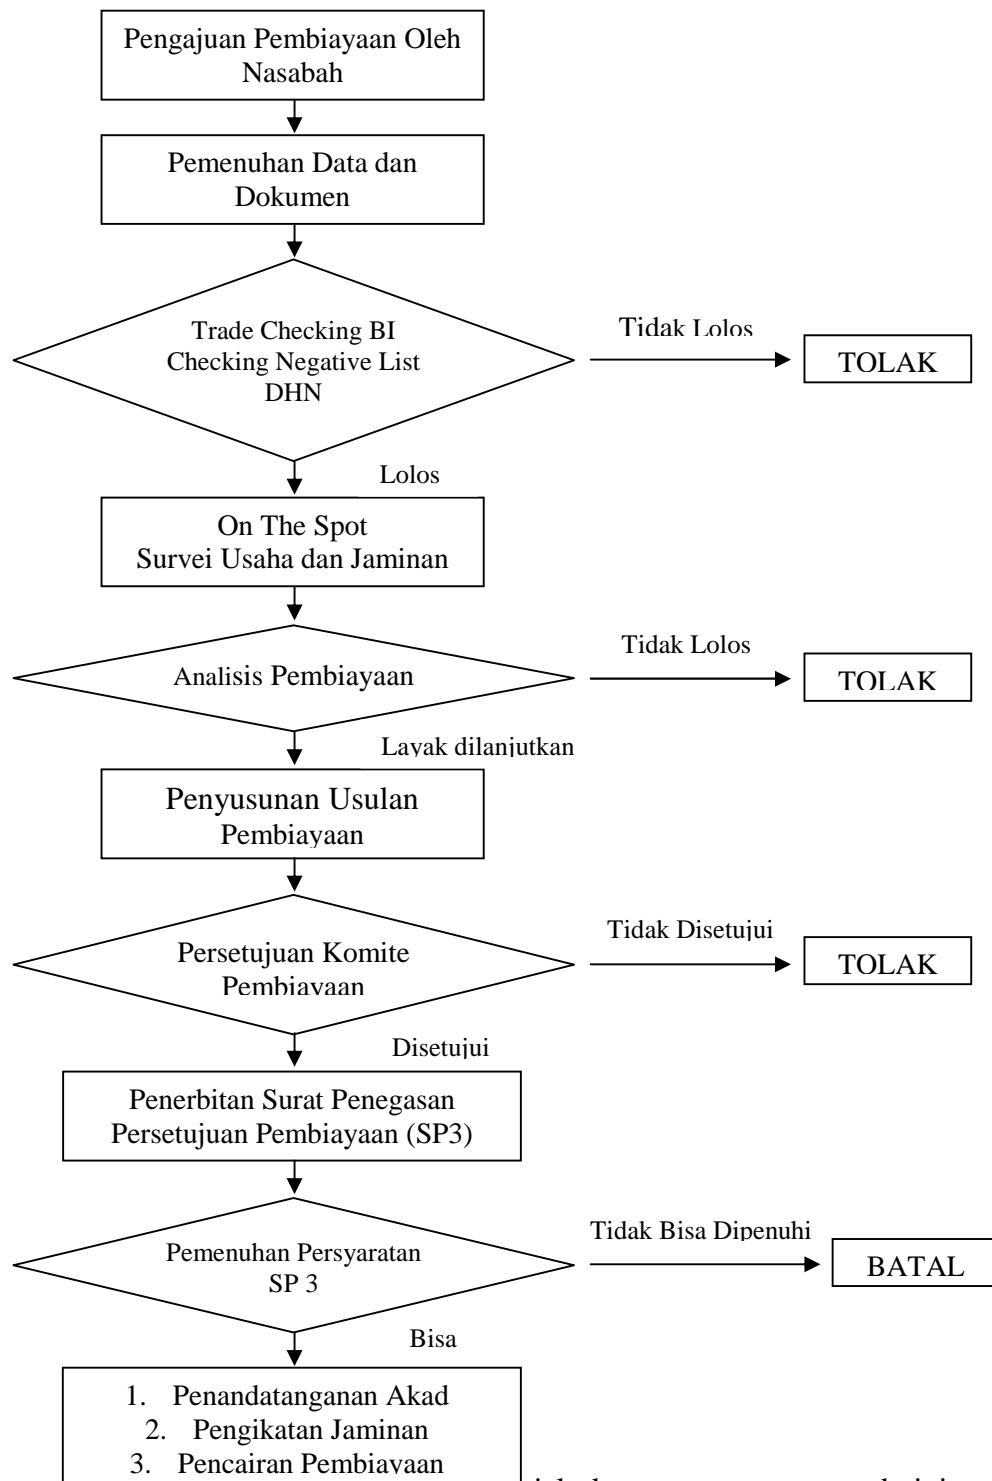 Pengajuan Pembiayaan Oleh
Nasabah
Pemenuhan Data dan
Dokumen
Trade Checking BI
Checking Negative List
DHN
Tidak Lolos
TOLAK
Lolos
On The Spot
Survei Usaha dan Jaminan
Analisis Pembiayaan
Tidak Lolos
TOLAK
Layak dilanjutkan
Penyusunan Usulan
Pembiayaan
Persetujuan Komite
Pembiayaan
Tidak Disetujui
TOLAK
Disetujui
Penerbitan Surat Penegasan
Persetujuan Pembiayaan (SP3)
Pemenuhan Persyaratan
SP 3
Tidak Bisa Dipenuhi
BATAL
Bisa
1. Penandatanganan Akad
2. Pengikatan Jaminan
3. Pencairan Pembiayaan